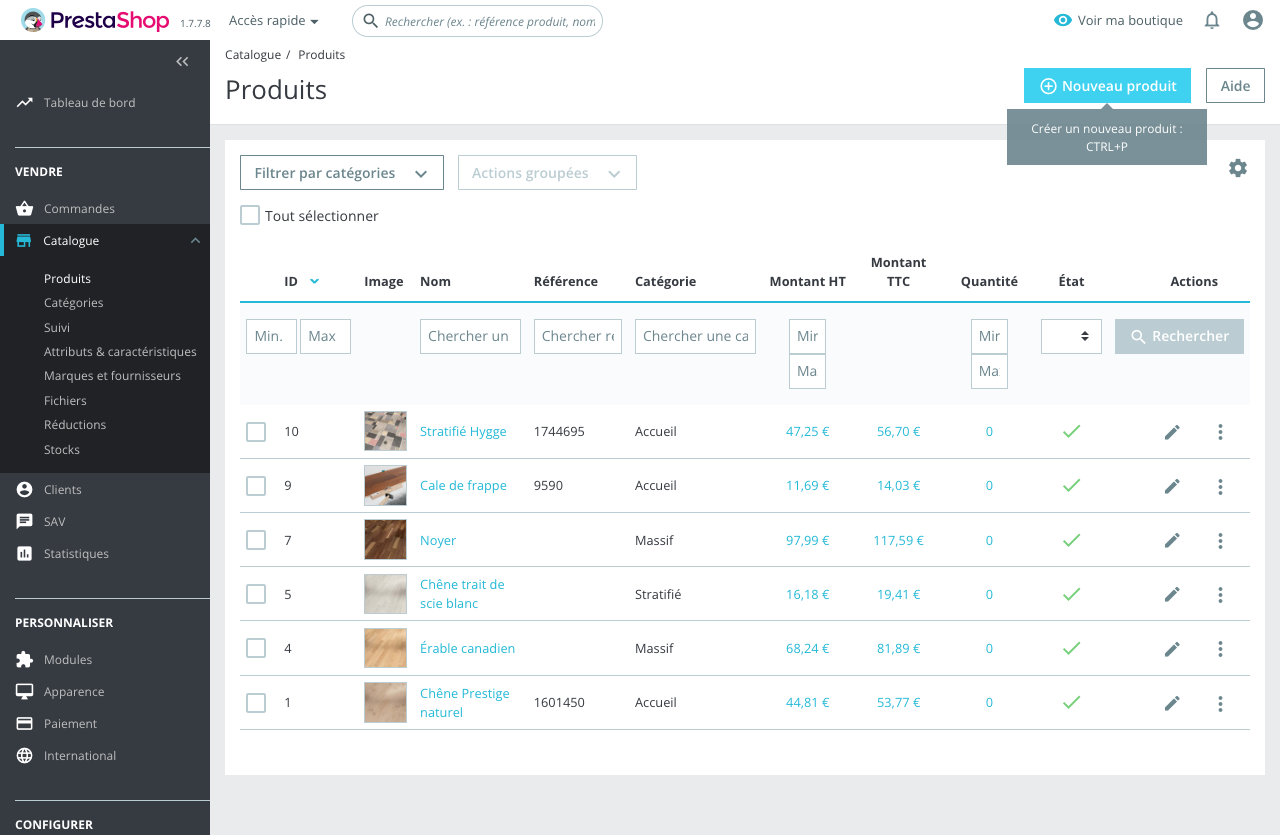 PrestaShop 1.7.7.8 Accès rapide Rechercher (ex. : référence produit, nom Voir ma boutique
Catalogue / Produits
Produits
Nouveau produit Aide
Créer un nouveau produit :
CTRL+P
Tableau de bord
VENDRE
Commandes
Catalogue
Produits
Catégories
Suivi
Attributs & caractéristiques
Marques et fournisseurs
Fichiers
Réductions
Stocks
Clients
SAV
Statistiques
PERSONNALISER
Modules
Apparence
Paiement
International
CONFIGURER
Filtrer par catégories Actions groupées
Tout sélectionner
ID Image Nom Référence Catégorie Montant HT Montant TTC Quantité État Actions
Min. Max Chercher un Chercher re Chercher une ca Mir Mir Rechercher
Ma Ma
10 Stratifié Hygge 1744695 Accueil 47,25 € 56,70 € 0
9 Cale de frappe 9590 Accueil 11,69 € 14,03 € 0
7 Noyer Massif 97,99 € 117,59 € 0
5 Chêne trait de scie blanc Stratifié 16,18 € 19,41 € 0
4 Érable canadien Massif 68,24 € 81,89 € 0
1 Chêne Prestige naturel 1601450 Accueil 44,81 € 53,77 € 0